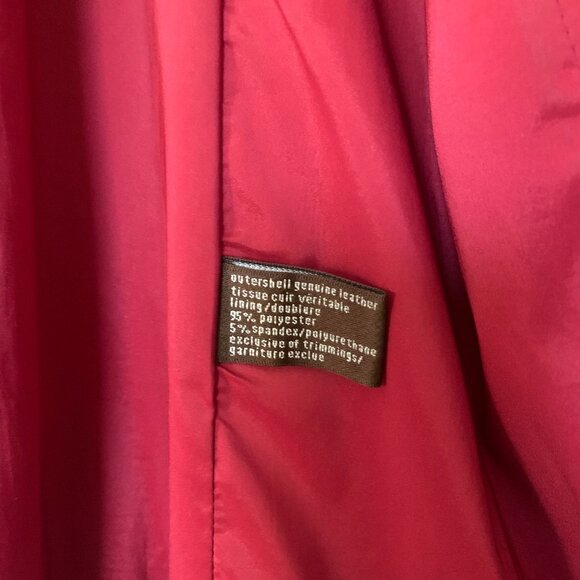 outershell genuine leather
tissue cuir véritable
lining/doublure
95% polyester
5% spandex/polyurethane
exclusive of trimmings/
garniture exclue